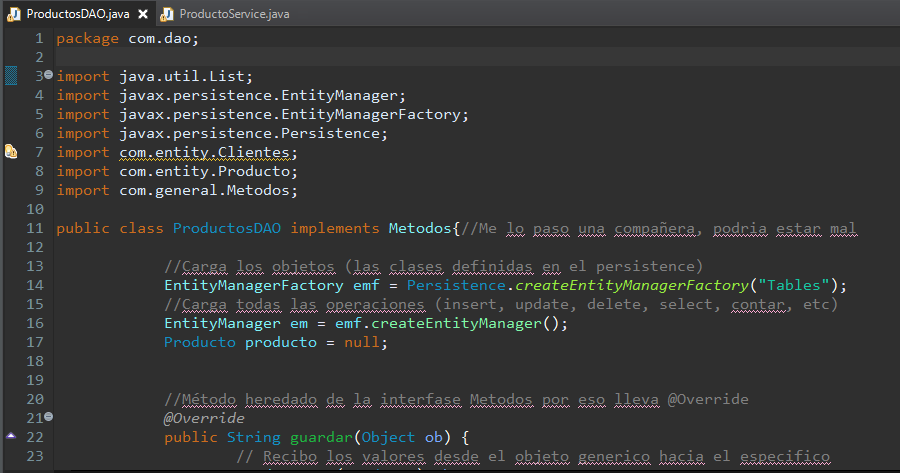 ProductosDAO.java ProductoService.java
1 package com.dao;
2
3 import java.util.List;
4 import javax.persistence.EntityManager;
5 import javax.persistence.EntityManagerFactory;
6 import javax.persistence.Persistence;
7 import com.entity.Clientes;
8 import com.entity.Producto;
9 import com.general.Metodos;
10
11 public class ProductosDAO implements Metodos{//Me lo paso una compañera, podria estar mal
12
13 //Carga los objetos (las clases definidas en el persistence)
14 EntityManagerFactory emf = Persistence.createEntityManagerFactory("Tables");
15 //Carga todas las operaciones (insert, update, delete, select, contar, etc)
16 EntityManager em = emf.createEntityManager();
17 Producto producto = null;
18
19
20 //Método heredado de la interfase Metodos por eso lleva @Override
21 @Override
22 public String guardar(Object ob) {
23 // Recibo los valores desde el objeto generico hacia el especifico